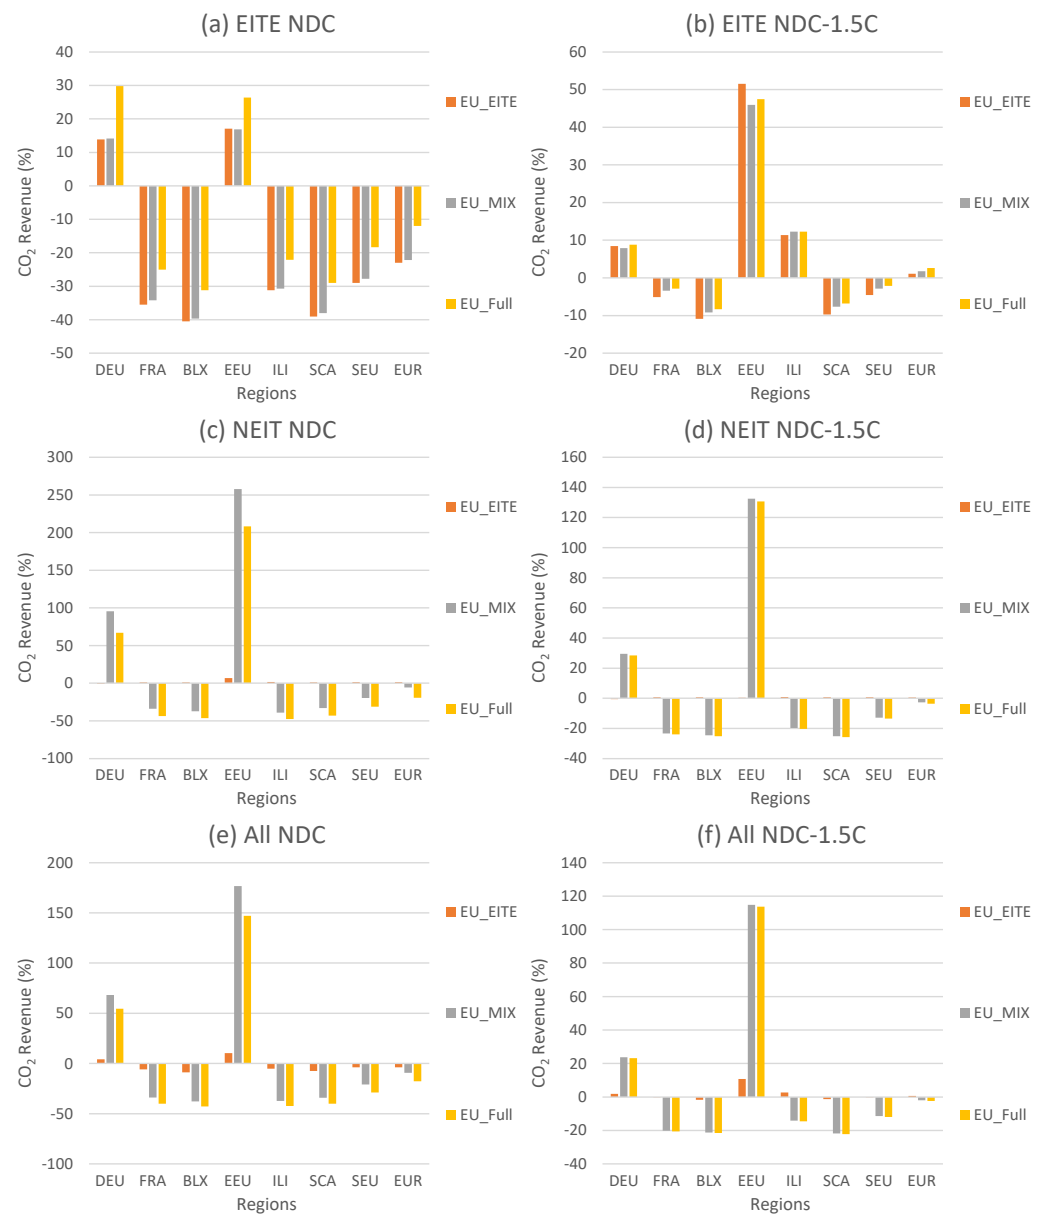 (a) EITE NDC
40
30
20
10
0
-10
-20
-30
-40
-50
CO₂ Revenue (%)
DEU FRA BLX EEU ILI SCA SEU EUR
Regions
EU_EITE
EU_MIX
EU_Full
(b) EITE NDC-1.5C
60
50
40
30
20
10
0
-10
-20
CO₂ Revenue (%)
DEU FRA BLX EEU ILI SCA SEU EUR
Regions
EU_EITE
EU_MIX
EU_Full
(c) NEIT NDC
300
250
200
150
100
50
0
-50
-100
CO₂ Revenue (%)
DEU FRA BLX EEU ILI SCA SEU EUR
Regions
EU_EITE
EU_MIX
EU_Full
(d) NEIT NDC-1.5C
160
140
120
100
80
60
40
20
0
-20
-40
CO₂ Revenue (%)
DEU FRA BLX EEU ILI SCA SEU EUR
Regions
EU_EITE
EU_MIX
EU_Full
(e) All NDC
200
150
100
50
0
-50
-100
CO₂ Revenue (%)
DEU FRA BLX EEU ILI SCA SEU EUR
Regions
EU_EITE
EU_MIX
EU_Full
(f) All NDC-1.5C
140
120
100
80
60
40
20
0
-20
-40
CO₂ Revenue (%)
DEU FRA BLX EEU ILI SCA SEU EUR
Regions
EU_EITE
EU_MIX
EU_Full